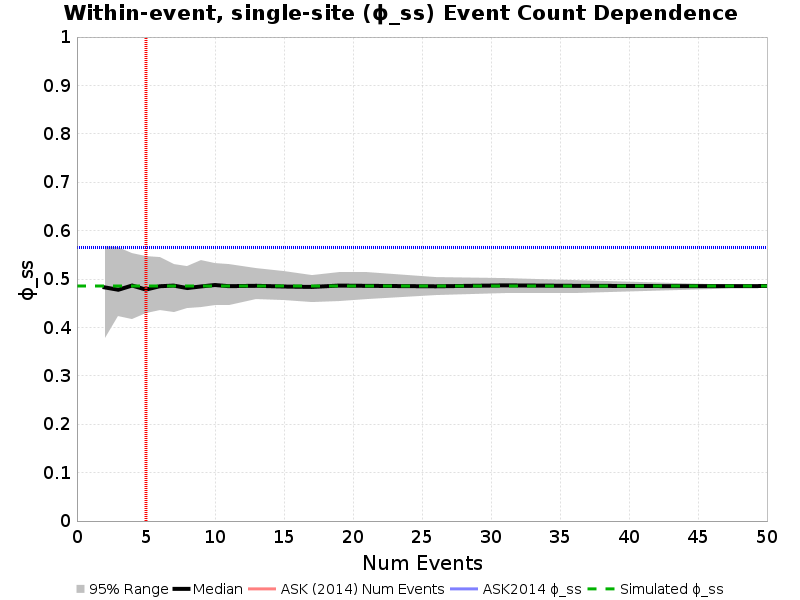 Within-event, single-site (ϕ_ss) Event Count Dependence
1
0.9
0.8
0.7
0.6
0.5
0.4
0.3
0.2
0.1
0
ϕ_ss
0 5 10 15 20 25 30 35 40 45 50
Num Events
95% Range Median ASK (2014) Num Events ASK2014 ϕ_ss Simulated ϕ_ss